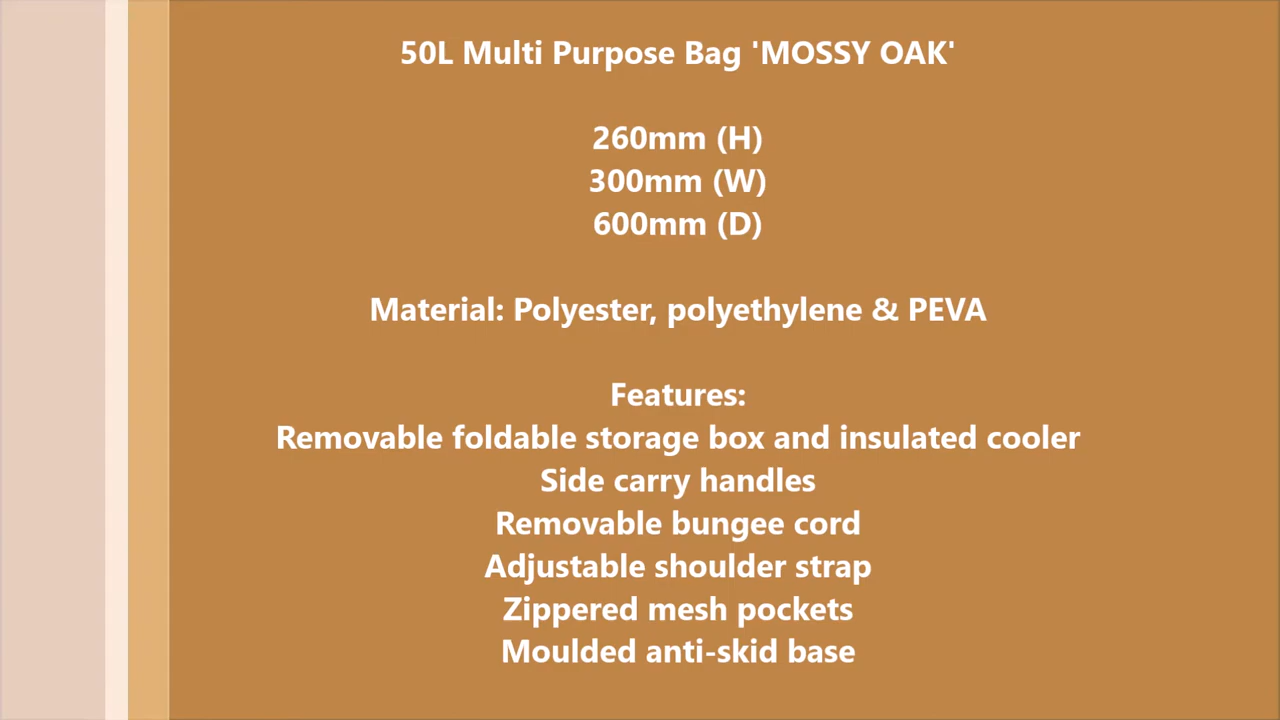 50L Multi Purpose Bag 'MOSSY OAK'
260mm (H)
300mm (W)
600mm (D)
Material: Polyester, polyethylene & PEVA
Features:
Removable foldable storage box and insulated cooler
Side carry handles
Removable bungee cord
Adjustable shoulder strap
Zippered mesh pockets
Moulded anti-skid base